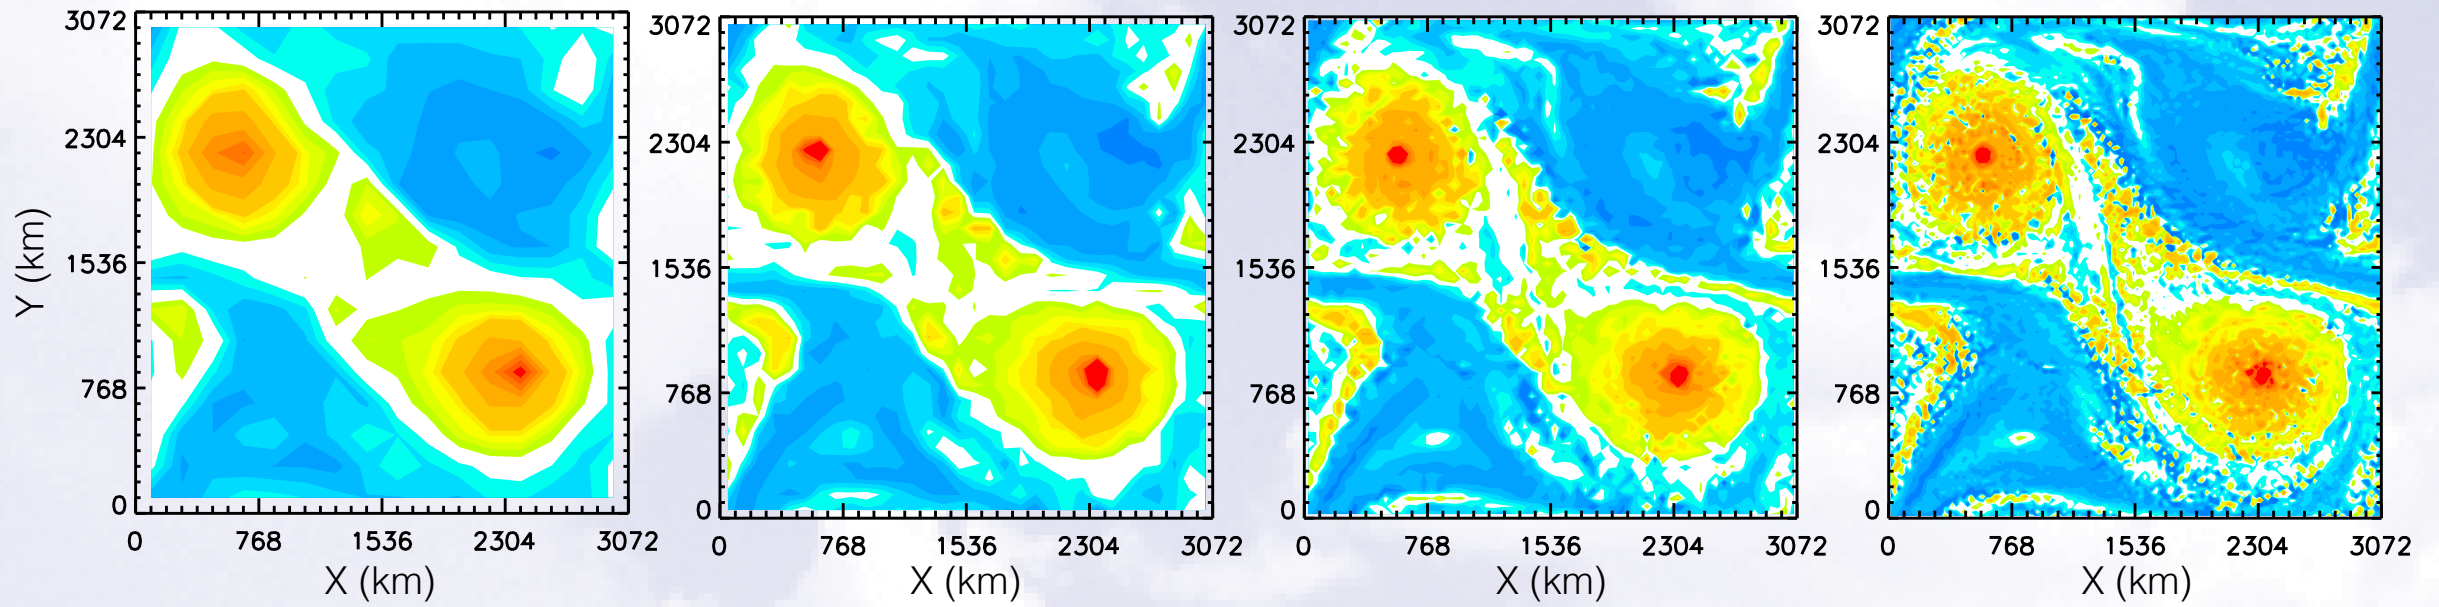 3072 3072 3072 3072
2304 2304 2304 2304
Y (km)
1536 1536 1536 1536
768 768 768 768
0 0 0 0
0 768 1536 2304 3072 0 768 1536 2304 3072 0 768 1536 2304 3072 0 768 1536 2304 3072
X (km) X (km) X (km) X (km)